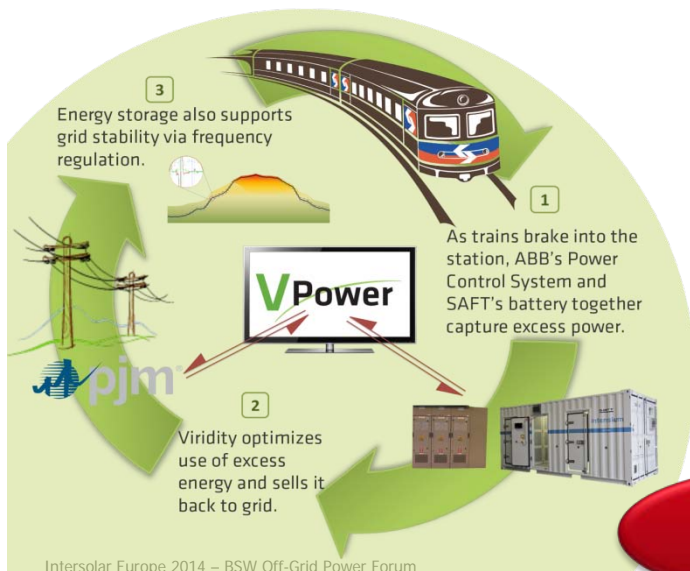 3
Energy storage also supports
grid stability via frequency
regulation.
1
As trains brake into the
station, ABB's Power
Control System and
SAFT's battery together
capture excess power.
VPower
pjm
2
Viridity optimizes
use of excess
energy and sells it
back to grid.
Intersolar Europe 2014 – BSW Off-Grid Power Forum